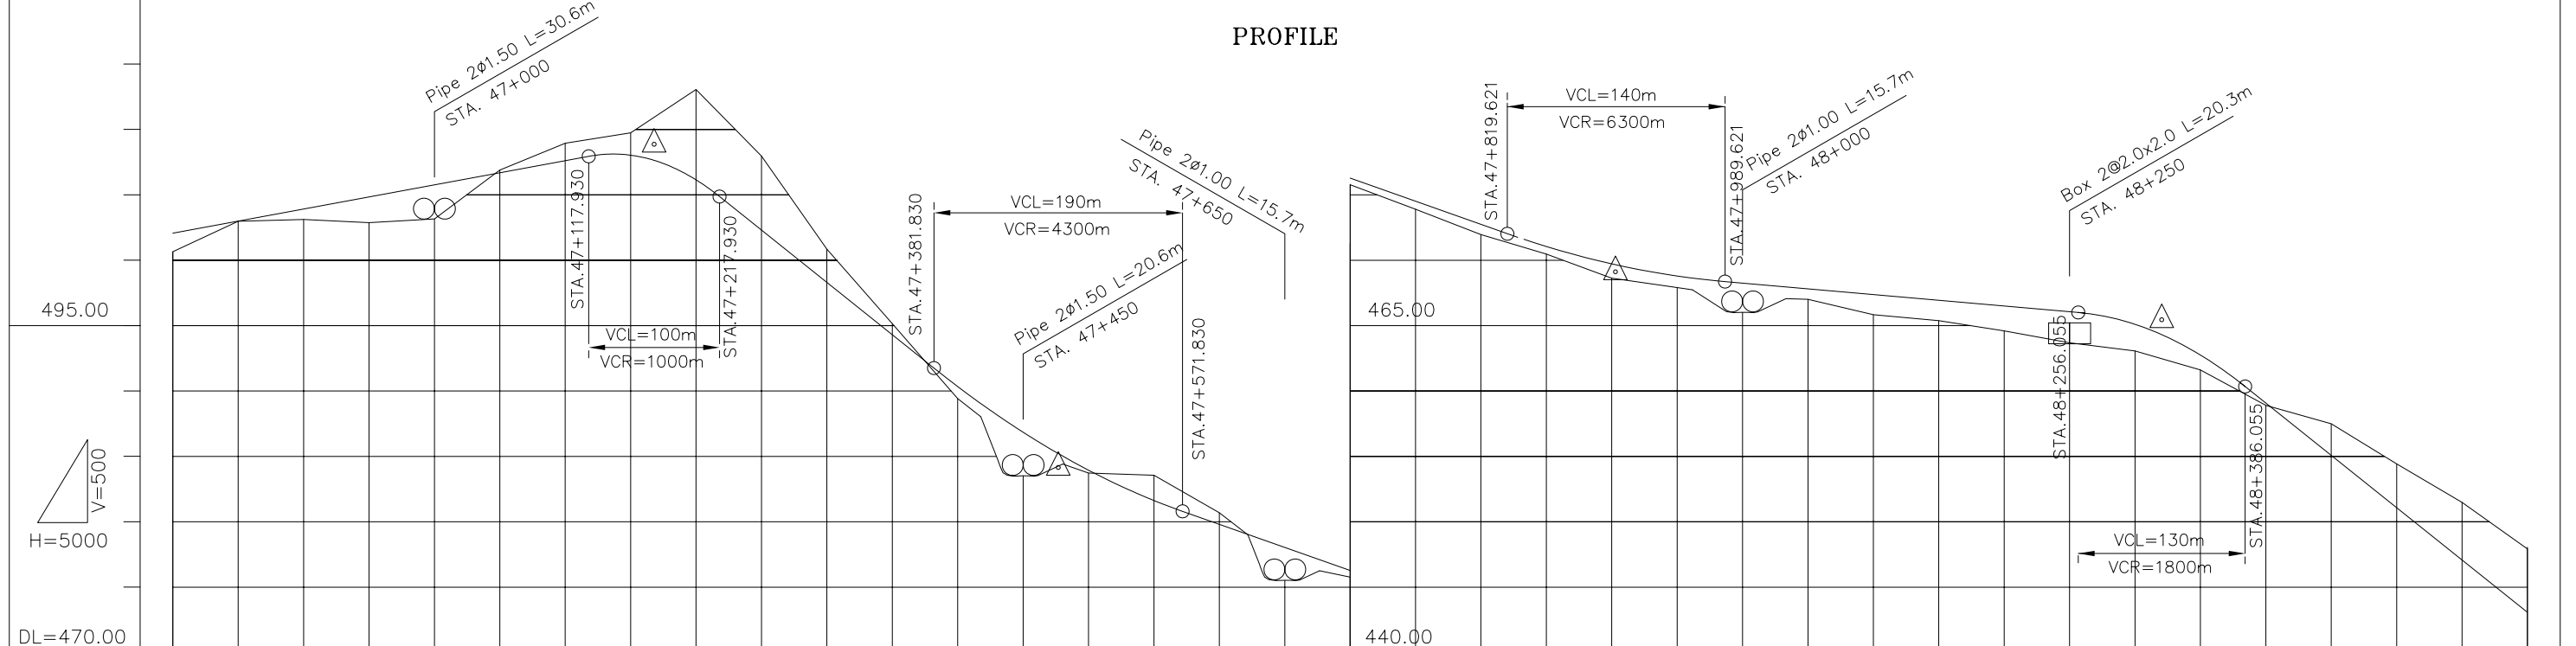 PROFILE
Pipe 2ø1.50 L=30.6m
STA. 47+000
STA.47+117.930
VCL=100m
VCR=1000m
STA.47+217.930
STA.47+381.830
VCL=190m
VCR=4300m
STA.47+571.830
Pipe 2ø1.50 L=20.6m
STA. 47+450
Pipe 2ø1.00 L=15.7m
STA. 47+650
STA.47+819.621
VCL=140m
VCR=6300m
STA.47+989.621
Pipe 2ø1.00 L=15.7m
STA. 48+000
Box 2@2.0x2.0 L=20.3m
STA. 48+250
STA.48+256.055
VCL=130m
VCR=1800m
STA.48+386.055
495.00
V=500
H=5000
DL=470.00
465.00
440.00